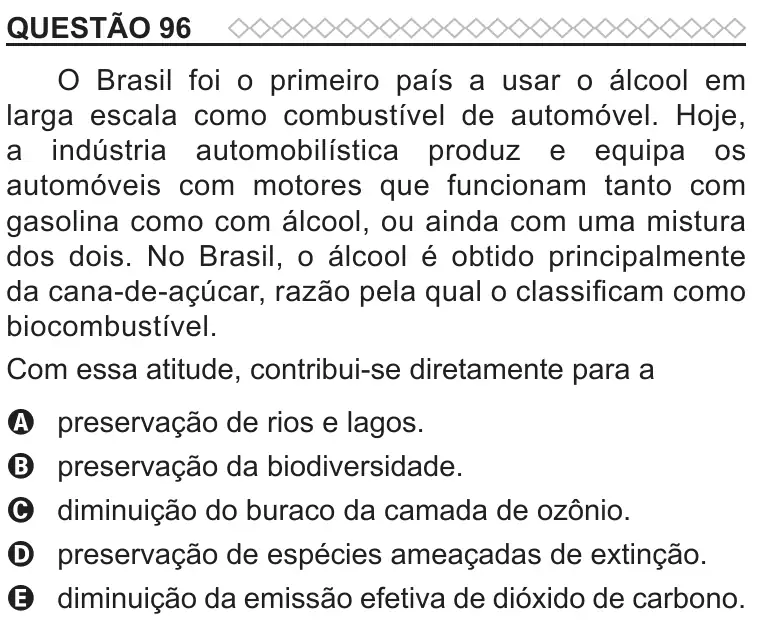 QUESTÃO 96
O Brasil foi o primeiro país a usar o álcool em
larga escala como combustível de automóvel. Hoje,
a indústria automobilística produz e equipa os
automóveis com motores que funcionam tanto com
gasolina como com álcool, ou ainda com uma mistura
dos dois. No Brasil, o álcool é obtido principalmente
da cana-de-açúcar, razão pela qual o classificam como
biocombustível.
Com essa atitude, contribui-se diretamente para a
A preservação de rios e lagos.
B preservação da biodiversidade.
C diminuição do buraco da camada de ozônio.
D preservação de espécies ameaçadas de extinção.
E diminuição da emissão efetiva de dióxido de carbono.